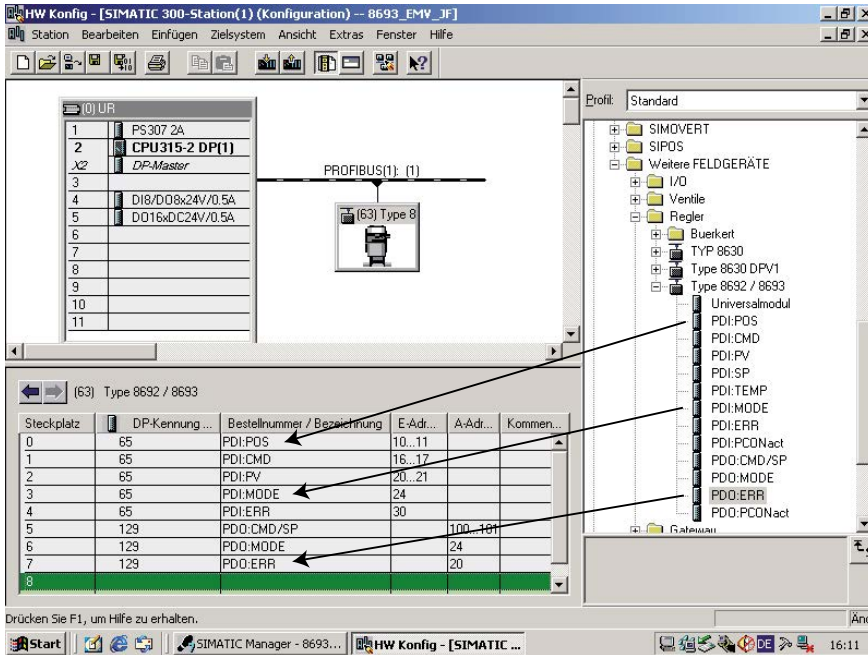 HW Konfig - [SIMATIC 300-Station(1) (Konfiguration) -- 8693_EMV_JF]
Station Bearbeiten Einfügen Zielsystem Ansicht Extras Fenster Hilfe
(0) UR
1 PS307 2A
2 CPU315-2 DP(1)
X2 DP-Master
3
4 DI8/DO8x24V/0.5A
5 DO16xDC24V/0.5A
6
7
8
9
10
11
PROFIBUS(1): (1)
(63) Type 8
Profil: Standard
SIMOVERT
SIPOS
Weitere FELDGERÄTE
I/O
Ventile
Regler
Buerkert
TYP 8630
Type 8630 DPV1
Type 8692 / 8693
Universalmodul
PDI:POS
PDI:CMD
PDI:PV
PDI:SP
PDI:TEMP
PDI:MODE
PDI:ERR
PDI:PCONact
PDO:CMD/SP
PDO:MODE
PDO:ERR
PDO:PCONact
Gateway
(63) Type 8692 / 8693
Steckplatz DP-Kennung ... Bestellnummer / Bezeichnung E-Adr... A-Adr... Kommen...
0 65 PDI:POS 10...11
1 65 PDI:CMD 16...17
2 65 PDI:PV 20...21
3 65 PDI:MODE 24
4 65 PDI:ERR 30
5 129 PDO:CMD/SP 100...101
6 129 PDO:MODE 24
7 129 PDO:ERR 20
8
Drücken Sie F1, um Hilfe zu erhalten.
Änd
Start SIMATIC Manager - 8693... HW Konfig - [SIMATIC ... DE 16:11